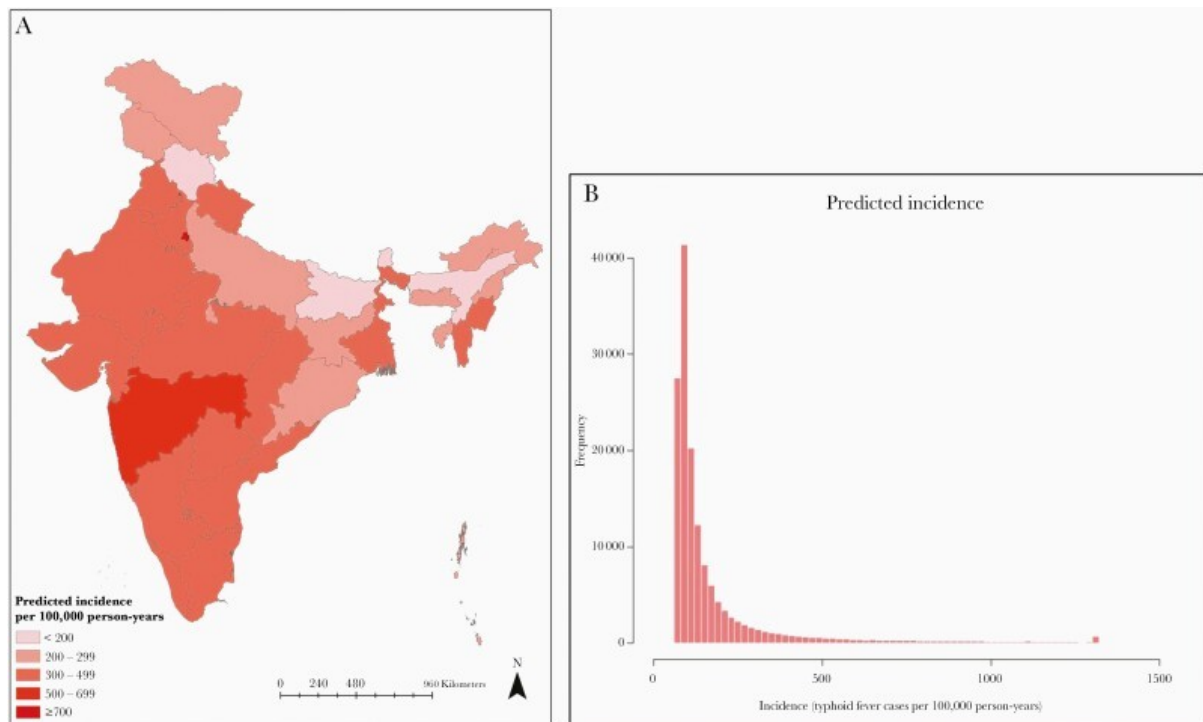 A
Predicted incidence
per 100,000 person-years
< 200
200 – 299
300 – 499
500 – 699
≥700
0 240 480 960 Kilometers
N
B
Predicted incidence
Frequency
40 000
30 000
20 000
10 000
0
0 500 1000 1500
Incidence (typhoid fever cases per 100,000 person-years)